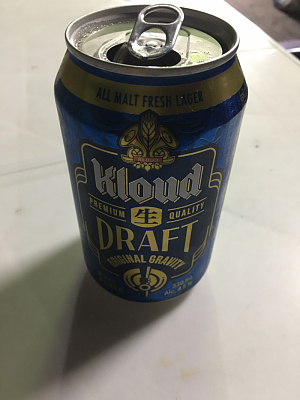 ALL MALT FRESH LAGER
Kloud
PREMIUM 生 QUALITY
DRAFT
ORIGINAL GRAVITY